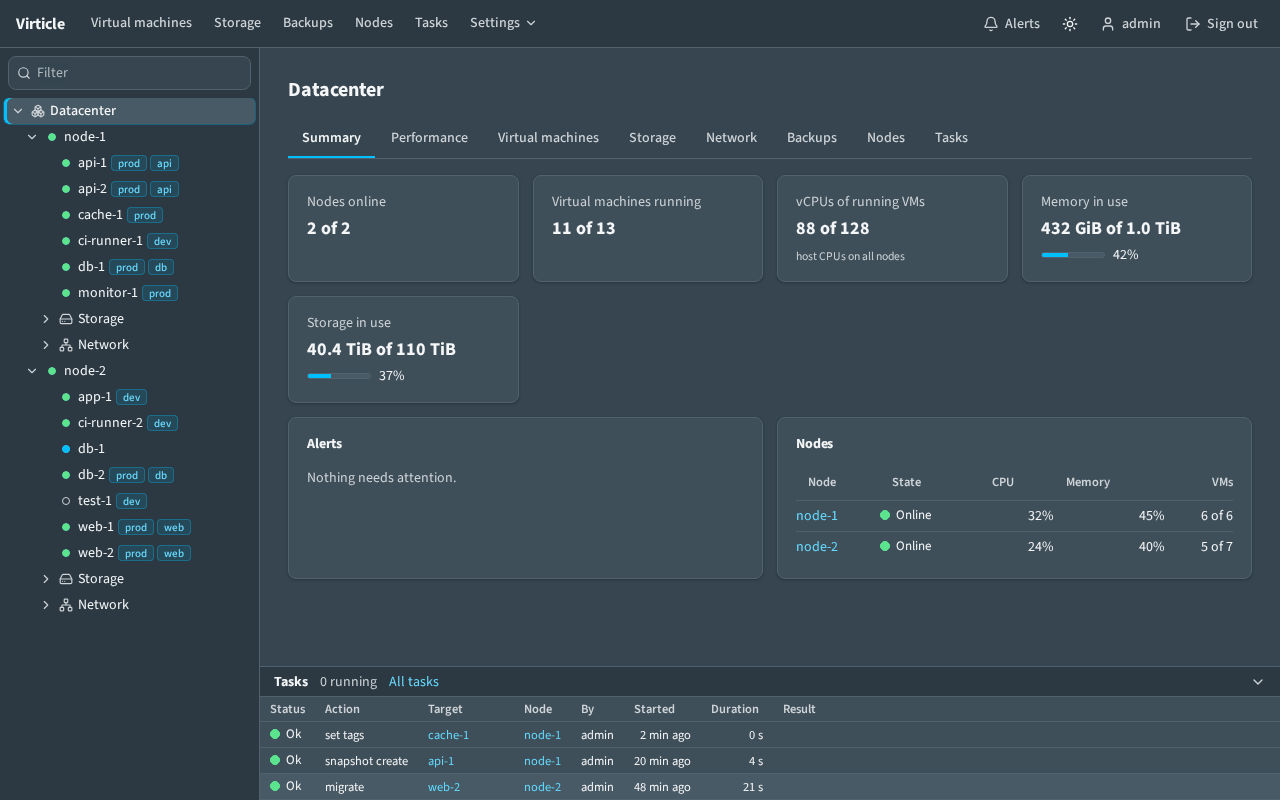 Virticle Virtual machines Storage Backups Nodes Tasks Settings Alerts admin Sign out
Filter
Datacenter
node-1
api-1 prod api
api-2 prod api
cache-1 prod
ci-runner-1 dev
db-1 prod db
monitor-1 prod
Storage
Network
node-2
app-1 dev
ci-runner-2 dev
db-1
db-2 prod db
test-1 dev
web-1 prod web
web-2 prod web
Storage
Network
Datacenter
Summary Performance Virtual machines Storage Network Backups Nodes Tasks
Nodes online
2 of 2
Virtual machines running
11 of 13
vCPUs of running VMs
88 of 128
host CPUs on all nodes
Memory in use
432 GiB of 1.0 TiB
42%
Storage in use
40.4 TiB of 110 TiB
37%
Alerts
Nothing needs attention.
Nodes
Node State CPU Memory VMs
node-1 Online 32% 45% 6 of 6
node-2 Online 24% 40% 5 of 7
Tasks 0 running All tasks
Status Action Target Node By Started Duration Result
Ok set tags cache-1 node-1 admin 2 min ago 0 s
Ok snapshot create api-1 node-1 admin 20 min ago 4 s
Ok migrate web-2 node-2 admin 48 min ago 21 s